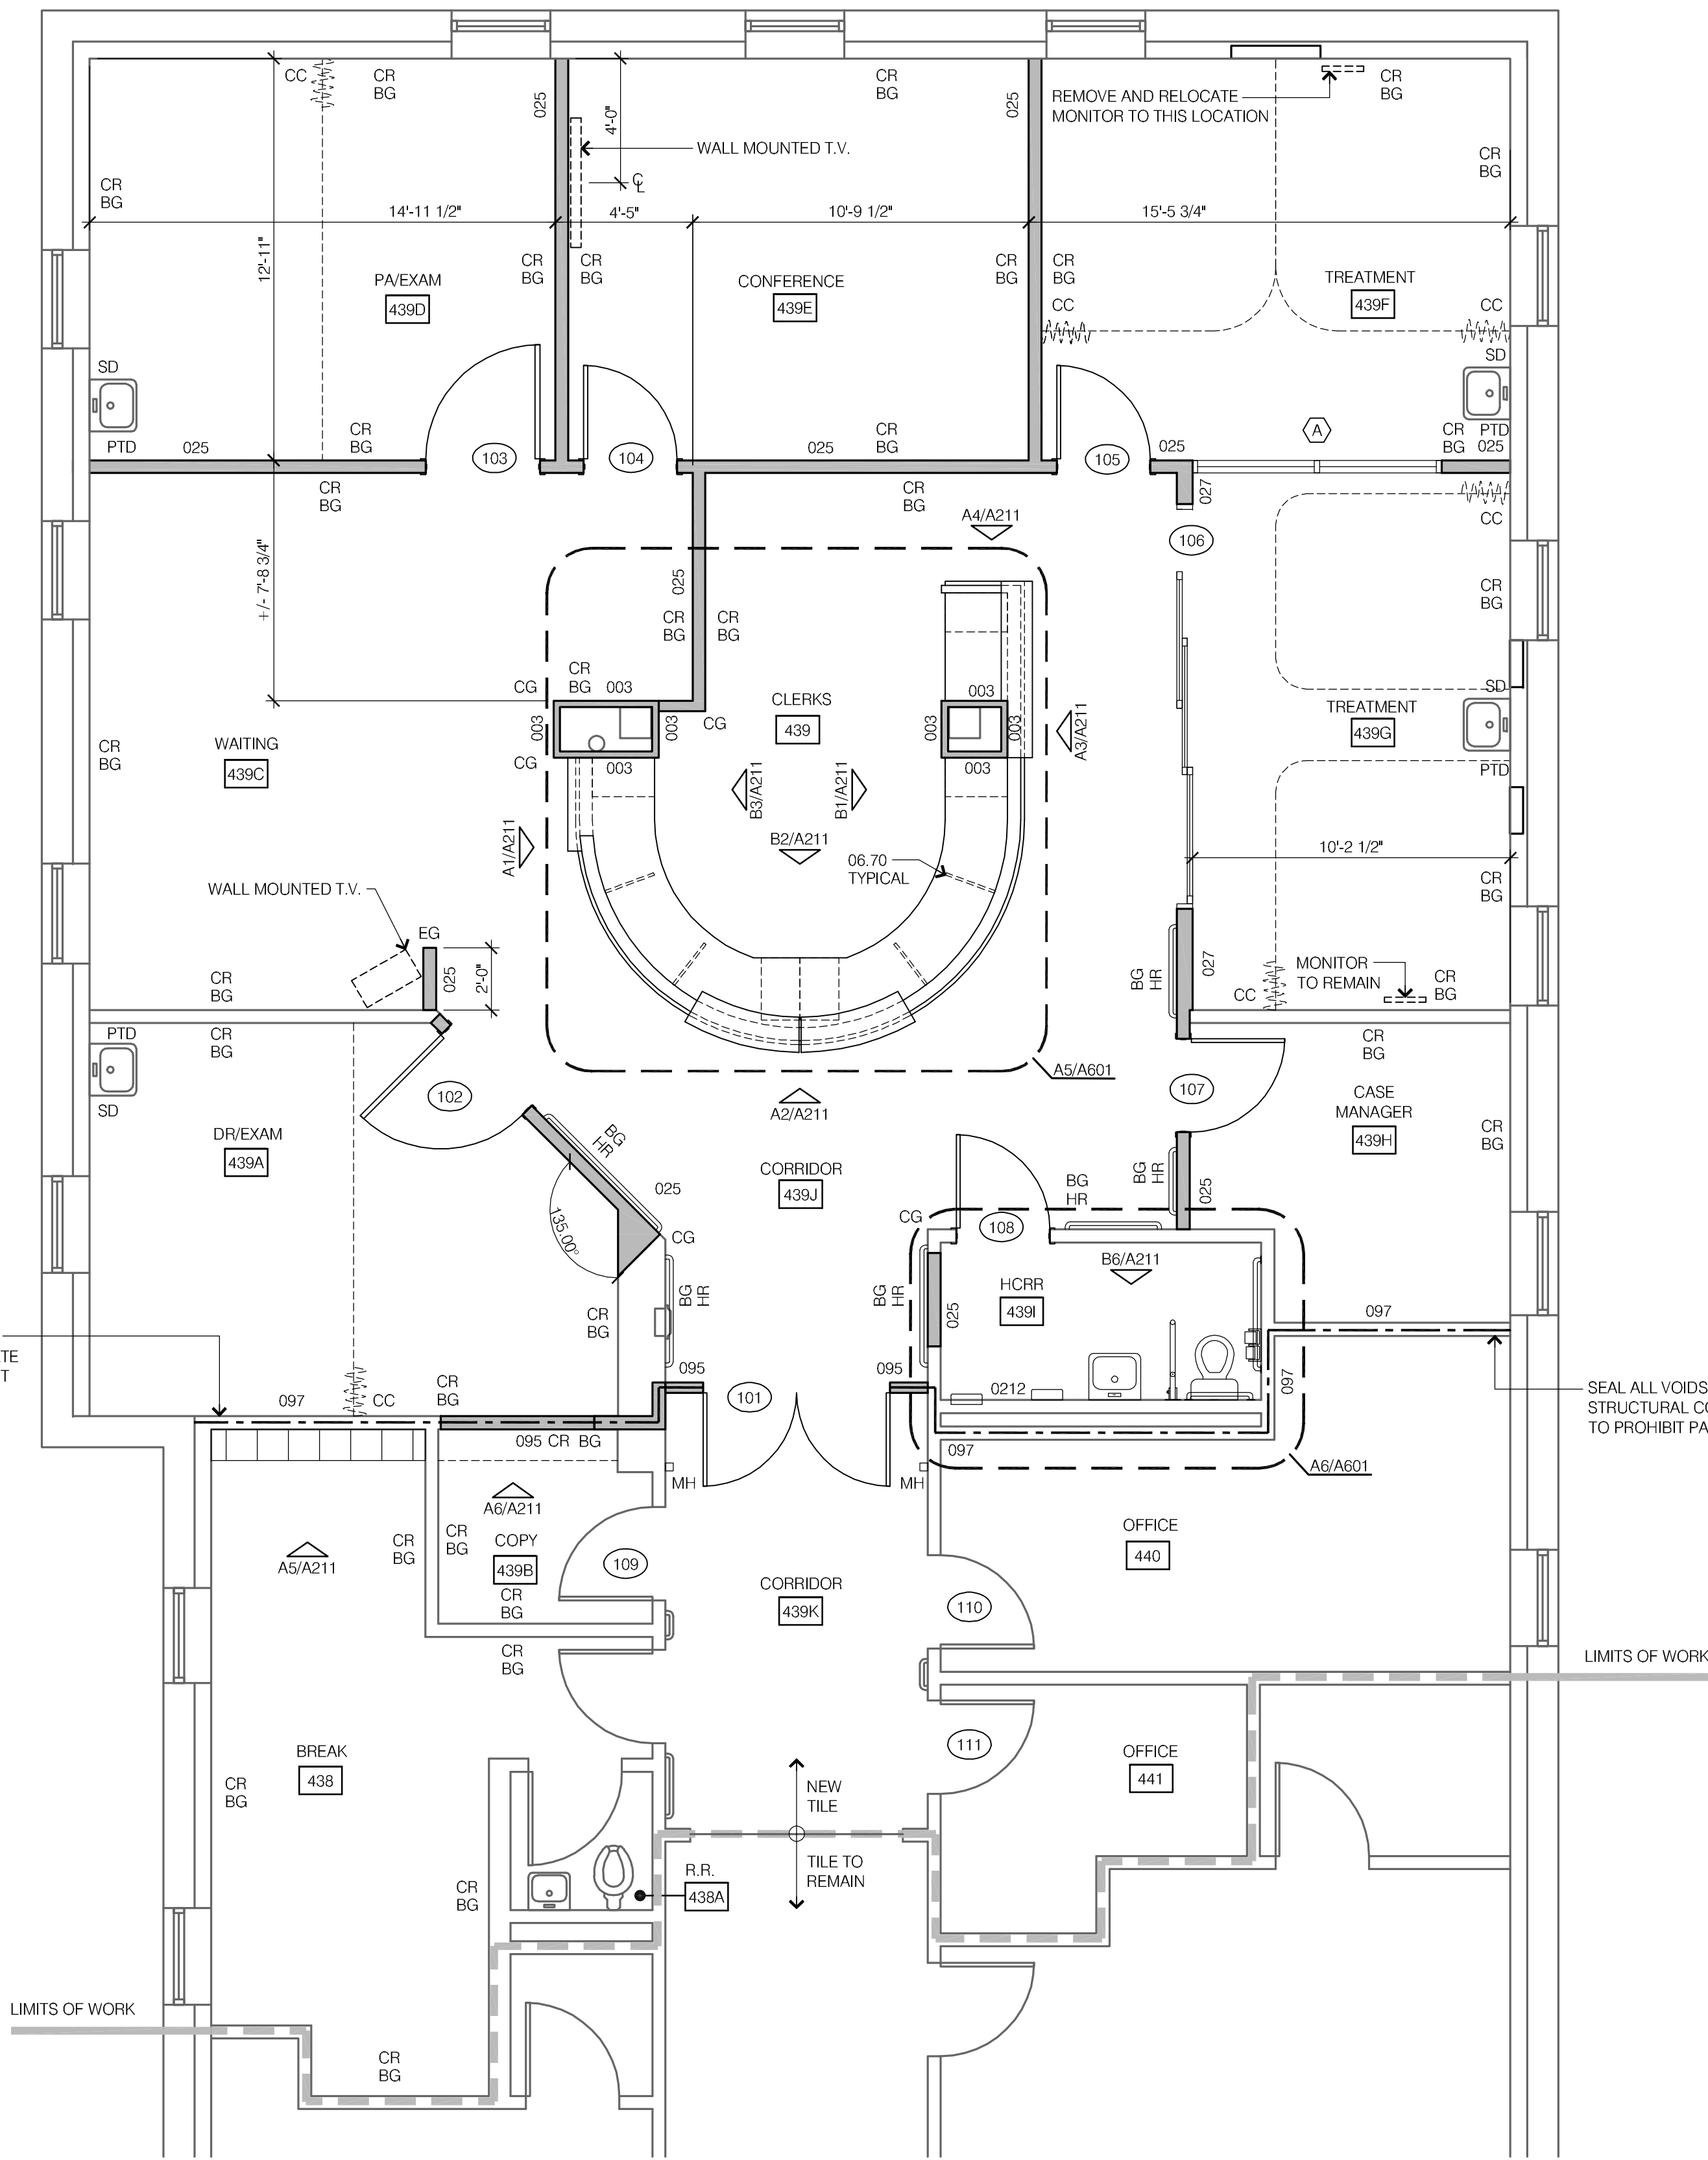 CC
CR
BG
025
4'-0"
CR
BG
025
REMOVE AND RELOCATE
MONITOR TO THIS LOCATION
CR
BG
WALL MOUNTED T.V.
CR
BG
CR
BG
℄
14'-11 1/2"
4'-5"
10'-9 1/2"
15'-5 3/4"
12'-11"
PA/EXAM
439D
CR
BG
CR
BG
CONFERENCE
439E
CR
BG
CR
BG
CC
TREATMENT
439F
CC
SD
SD
PTD
025
CR
BG
103
104
025
CR
BG
105
025
A
CR
BG
PTD
025
CR
BG
CR
BG
027
CC
A4/A211
106
+/- 7'-8 3/4"
025
CR
BG
CR
BG
CR
BG
CR
BG
003
CG
003
003
CG
CG
003
CLERKS
439
003
003
003
003
A3/A211
SD
TREATMENT
439G
PTD
WAITING
439C
CR
BG
B3/A211
B1/A211
B2/A211
A1/A211
06.70
TYPICAL
10'-2 1/2"
CR
BG
WALL MOUNTED T.V.
EG
025
2'-0"
CR
BG
BG
HR
027
MONITOR
TO REMAIN
CC
CR
BG
PTD
CR
BG
SD
102
A5/A601
A2/A211
107
CR
BG
CASE
MANAGER
439H
CR
BG
DR/EXAM
439A
BG
HR
025
135.00°
CG
CORRIDOR
439J
BG
HR
BG
HR
025
CG
108
B6/A211
HCRR
439I
BG
HR
BG
HR
025
CR
BG
097
TE
T
095
095
101
0212
097
097
SEAL ALL VOIDS
STRUCTURAL CO
TO PROHIBIT PA
097
CC
CR
BG
095 CR BG
MH
MH
A6/A601
A6/A211
A5/A211
CR
BG
CR
BG
COPY
439B
CR
BG
109
CORRIDOR
439K
110
OFFICE
440
CR
BG
LIMITS OF WORK
BREAK
438
CR
BG
111
OFFICE
441
NEW
TILE
TILE TO
REMAIN
R.R.
438A
CR
BG
LIMITS OF WORK
CR
BG